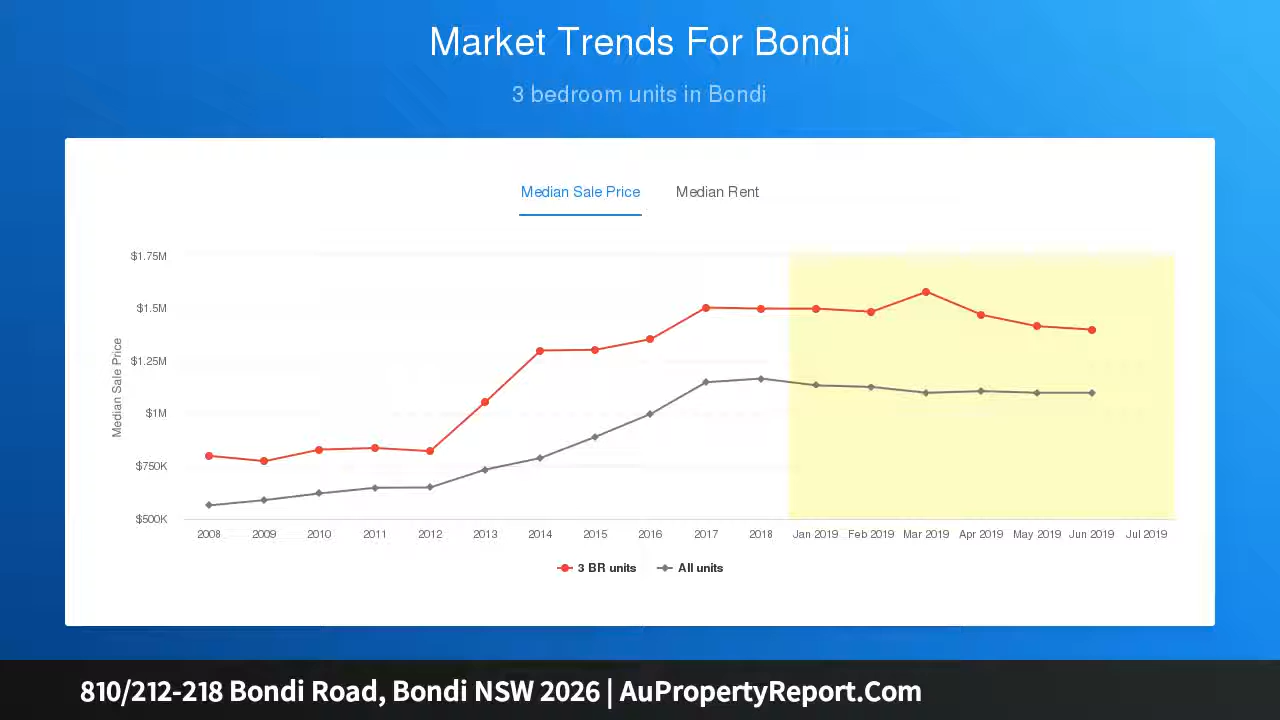 Market Trends For Bondi
3 bedroom units in Bondi
Median Sale Price Median Rent
Median Sale Price
$1.75M
$1.5M
$1.25M
$1M
$750K
$500K
2008 2009 2010 2011 2012 2013 2014 2015 2016 2017 2018 Jan 2019 Feb 2019 Mar 2019 Apr 2019 May 2019 Jun 2019 Jul 2019
3 BR units All units
810/212-218 Bondi Road, Bondi NSW 2026 | AuPropertyReport.Com